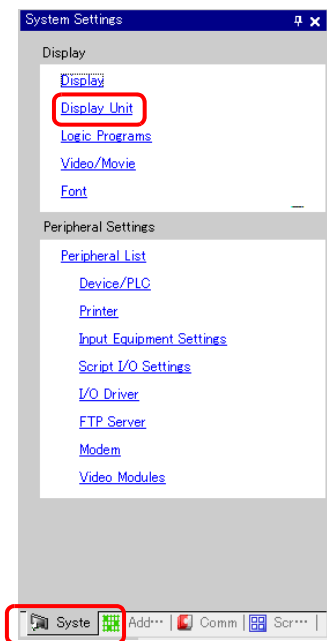 System Settings
Display
Display
Display Unit
Logic Programs
Video/Movie
Font
Peripheral Settings
Peripheral List
Device/PLC
Printer
Input Equipment Settings
Script I/O Settings
I/O Driver
FTP Server
Modem
Video Modules
Syste Add··· Comm Scr···